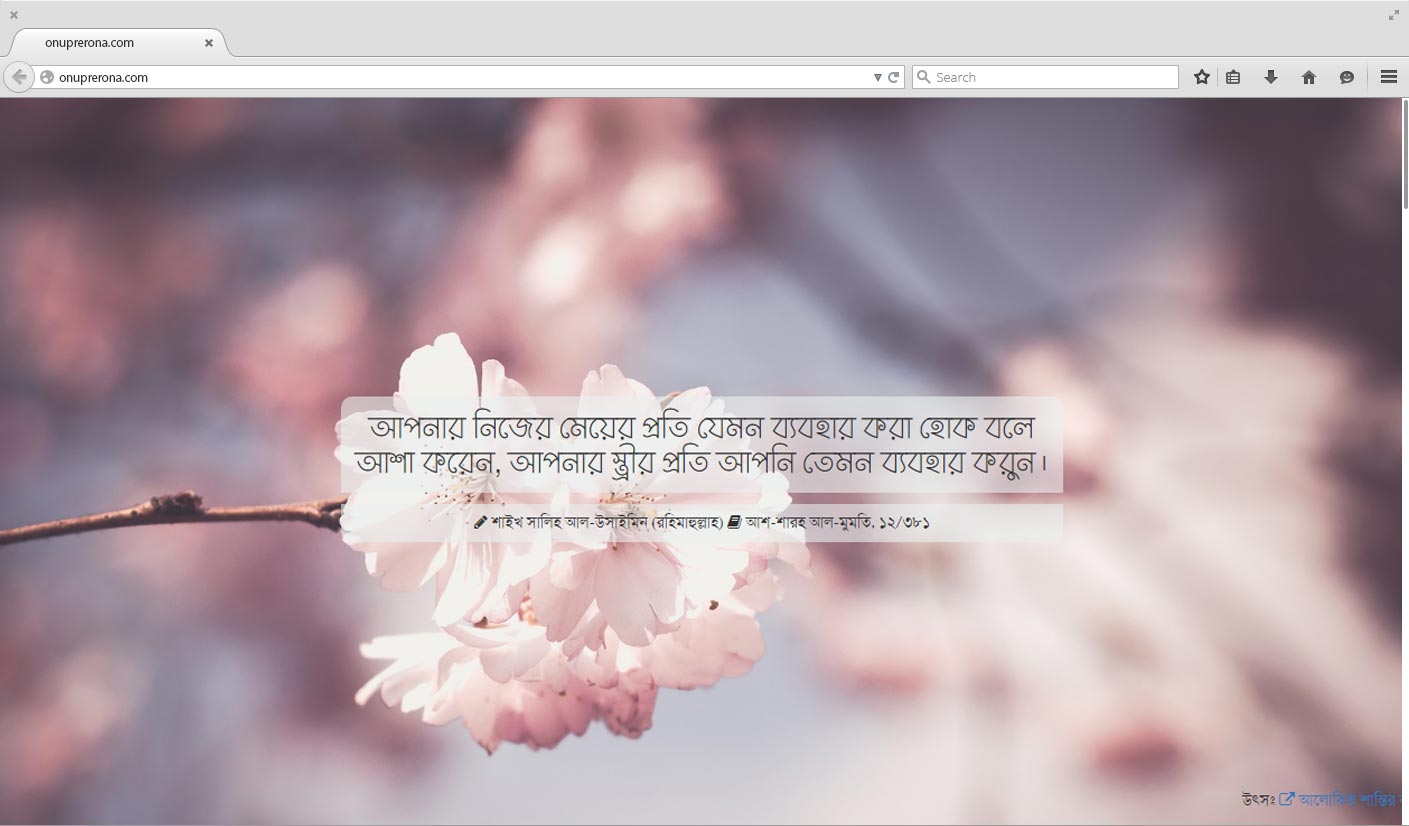 onuprerona.com
onuprerona.com
Search
আপনার নিজের মেয়ের প্রতি যেমন ব্যবহার করা হোক বলে
আশা করেন, আপনার স্ত্রীর প্রতি আপনি তেমন ব্যবহার করুন।
শাইখ সালিহ আল-উসাইমিন (রহিমাহুল্লাহ) আশ-শারহ আল-মুমতি, ১২/৩৮১
উৎসঃ আলোকিত শান্তির